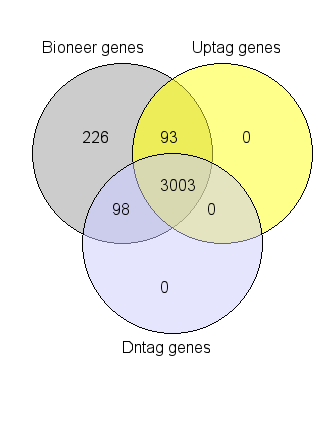 Bioneer genes Uptag genes
226 93 0
3003
98 0
0
Dntag genes